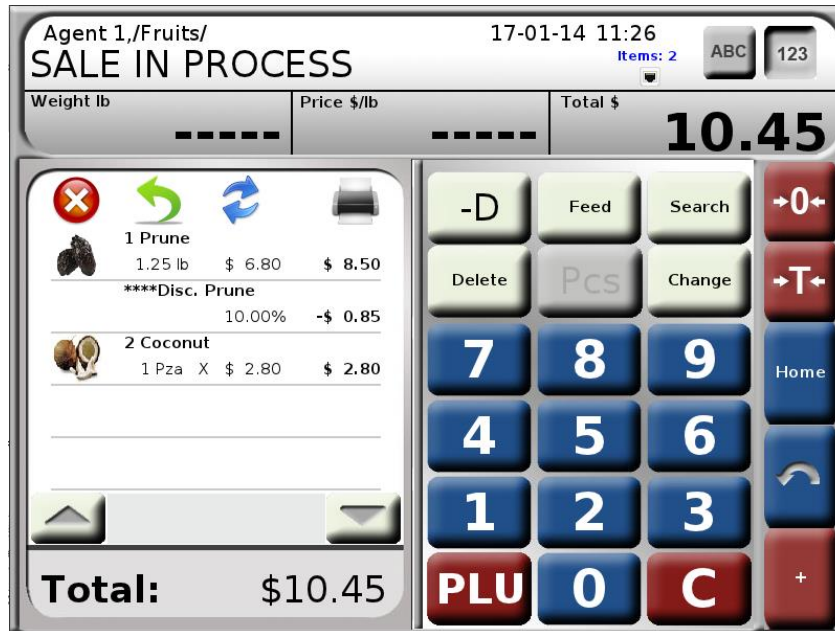 Agent 1,/Fruits/ 17-01-14 11:26
SALE IN PROCESS
Items: 2
ABC
123
Weight lb Price $/lb Total $
----- ----- 10.45
1 Prune
1.25 lb $ 6.80 $ 8.50
****Disc. Prune
10.00% -$ 0.85
2 Coconut
1 Pza X $ 2.80 $ 2.80
Total: $10.45
-D Feed Search →0←
Delete Pcs Change →T←
7 8 9 Home
4 5 6
1 2 3
PLU 0 C +